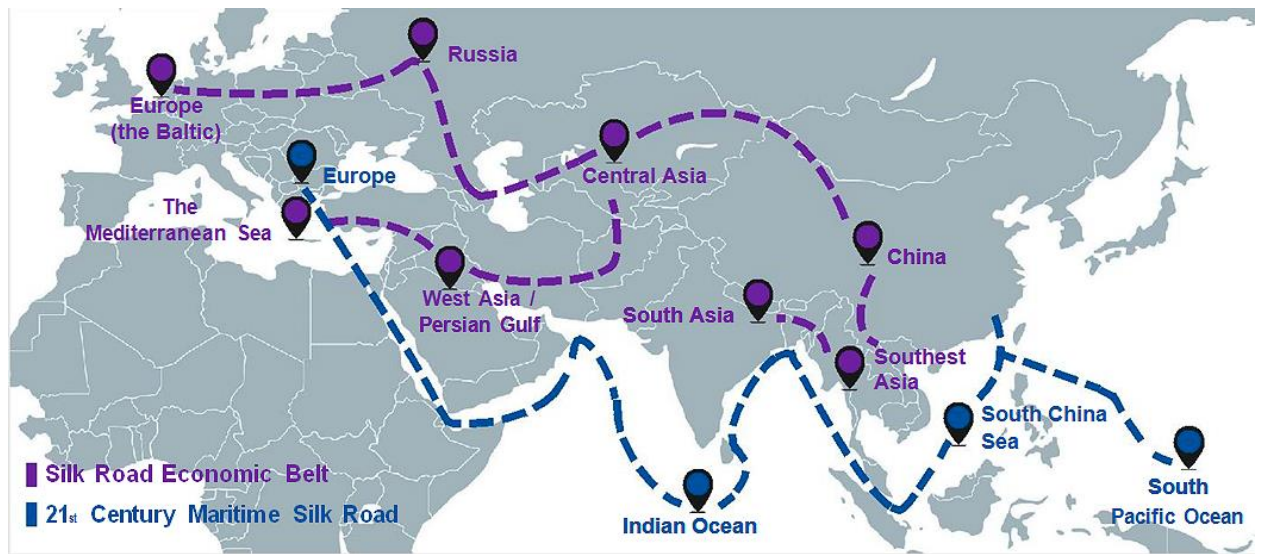 Russia
Europe
(the Baltic)
Central Asia
Europe
The
Mediterranean Sea
China
West Asia /
Persian Gulf
South Asia
Southest
Asia
South China
Sea
Silk Road Economic Belt
21st Century Maritime Silk Road
Indian Ocean
South
Pacific Ocean